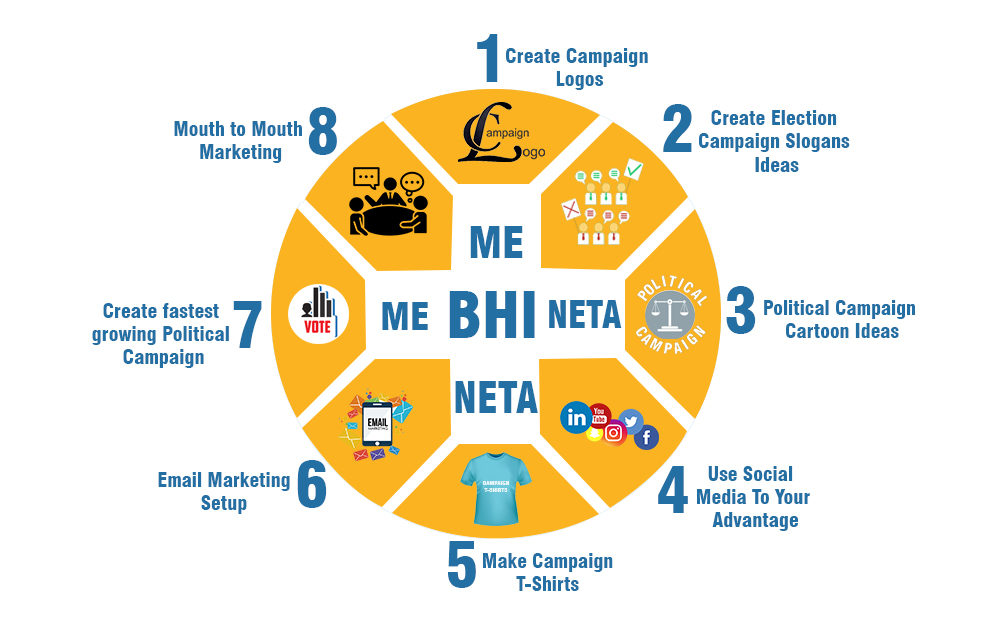 1 Create Campaign
Logos
2 Create Election
Campaign Slogans
Ideas
3 Political Campaign
Cartoon Ideas
4 Use Social
Media To Your
Advantage
5 Make Campaign
T-Shirts
6 Email Marketing
Setup
7 Create fastest
growing Political
Campaign
8 Mouth to Mouth
Marketing
Campaign
Logo
POLITICAL
CAMPAIGN
in
You
Tube
f
CAMPAIGN
T-SHIRTS
EMAIL
MARKETING
VOTE
ME
ME BHI NETA
NETA